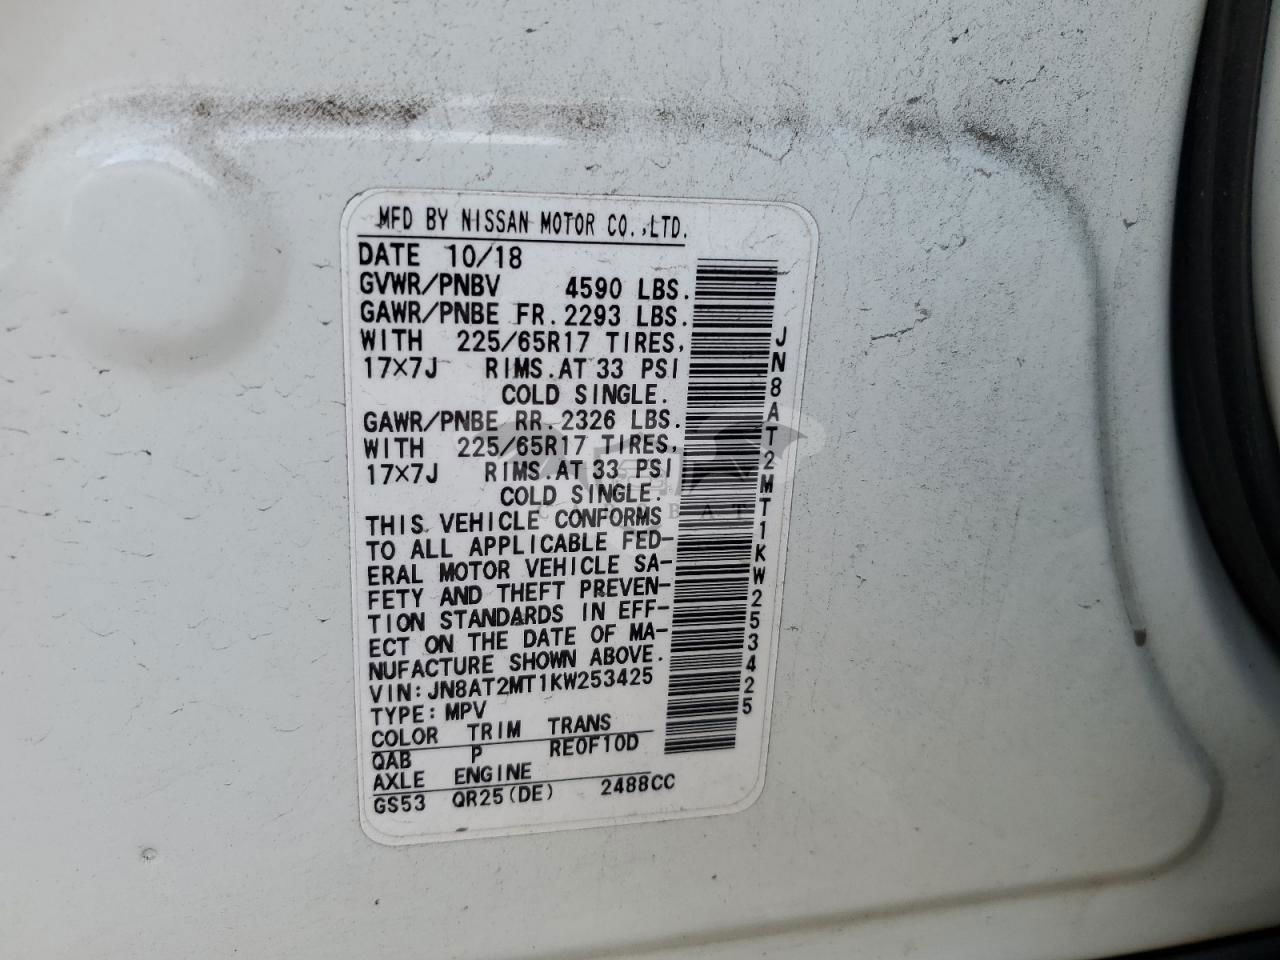 MFD BY NISSAN MOTOR CO.,LTD.
DATE 10/18
GVWR/PNBV 4590 LBS.
GAWR/PNBE FR. 2293 LBS.
WITH 225/65R17 TIRES,
17×7J RIMS. AT 33 PSI
COLD SINGLE.
GAWR/PNBE RR. 2326 LBS.
WITH 225/65R17 TIRES,
17×7J RIMS. AT 33 PSI
COLD SINGLE.
THIS VEHICLE CONFORMS
TO ALL APPLICABLE FED-
ERAL MOTOR VEHICLE SA-
FETY AND THEFT PREVEN-
TION STANDARDS IN EFF-
ECT ON THE DATE OF MA-
NUFACTURE SHOWN ABOVE.
VIN: JN8AT2MT1KW253425
TYPE: MPV
COLOR TRIM TRANS
QAB P RE0F10D
AXLE ENGINE
GS53 QR25(DE) 2488CC
JN8AT2MT1KW253425